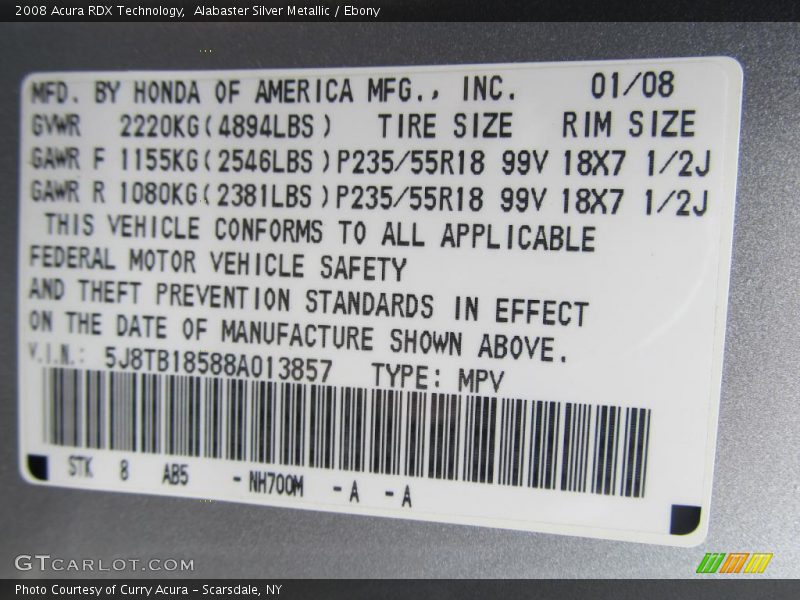 2008 Acura RDX Technology,  Alabaster Silver Metallic / Ebony
MFD. BY HONDA OF AMERICA MFG., INC. 01/08
GVWR 2220KG(4894LBS) TIRE SIZE RIM SIZE
GAWR F 1155KG(2546LBS)P235/55R18 99V 18X7 1/2J
GAWR R 1080KG(2381LBS)P235/55R18 99V 18X7 1/2J
THIS VEHICLE CONFORMS TO ALL APPLICABLE
FEDERAL MOTOR VEHICLE SAFETY
AND THEFT PREVENTION STANDARDS IN EFFECT
ON THE DATE OF MANUFACTURE SHOWN ABOVE.
V.I.N.: 5J8TB18588A013857 TYPE: MPV
STK 8 AB5 -NH700M -A -A
GTCARLOT.COM
Photo Courtesy of Curry Acura - Scarsdale, NY